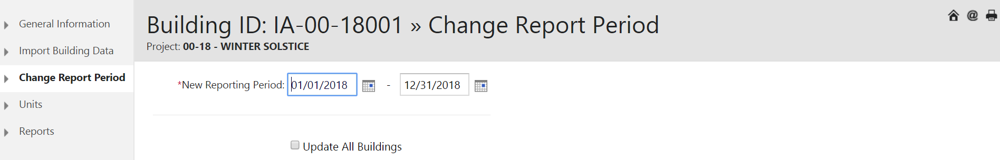 General Information
Import Building Data
Change Report Period
Units
Reports
Building ID: IA-00-18001 » Change Report Period
Project: 00-18 - WINTER SOLSTICE
*New Reporting Period: 01/01/2018 - 12/31/2018
Update All Buildings